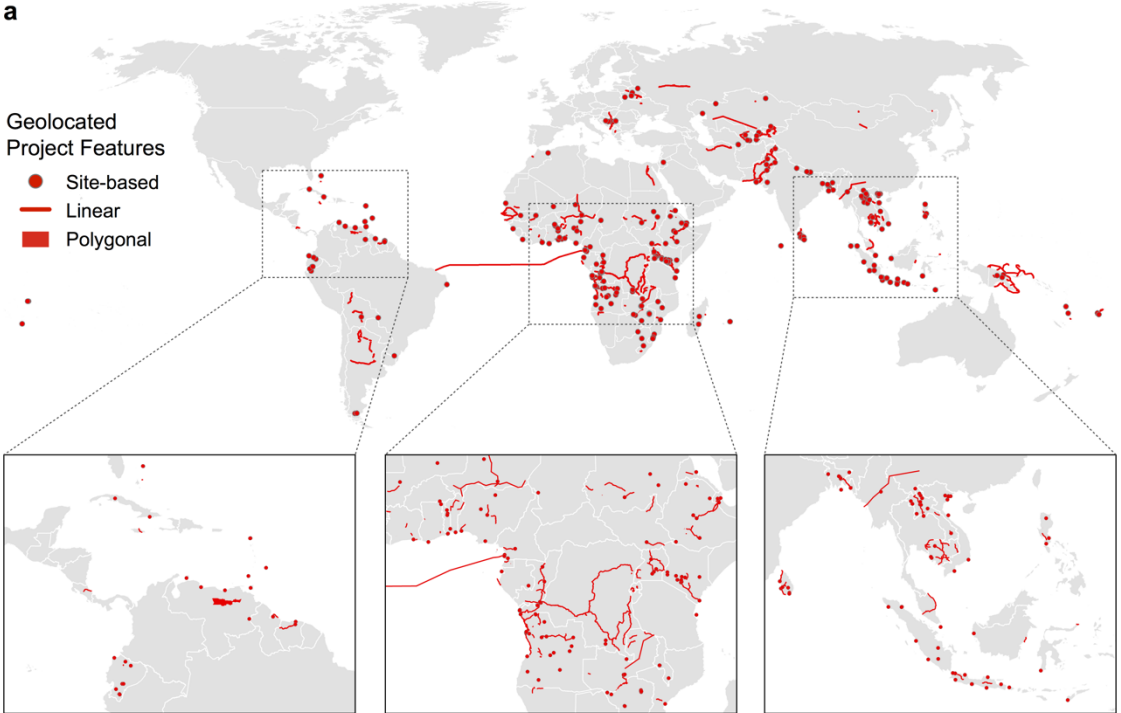 a
Geolocated
Project Features
Site-based
Linear
Polygonal